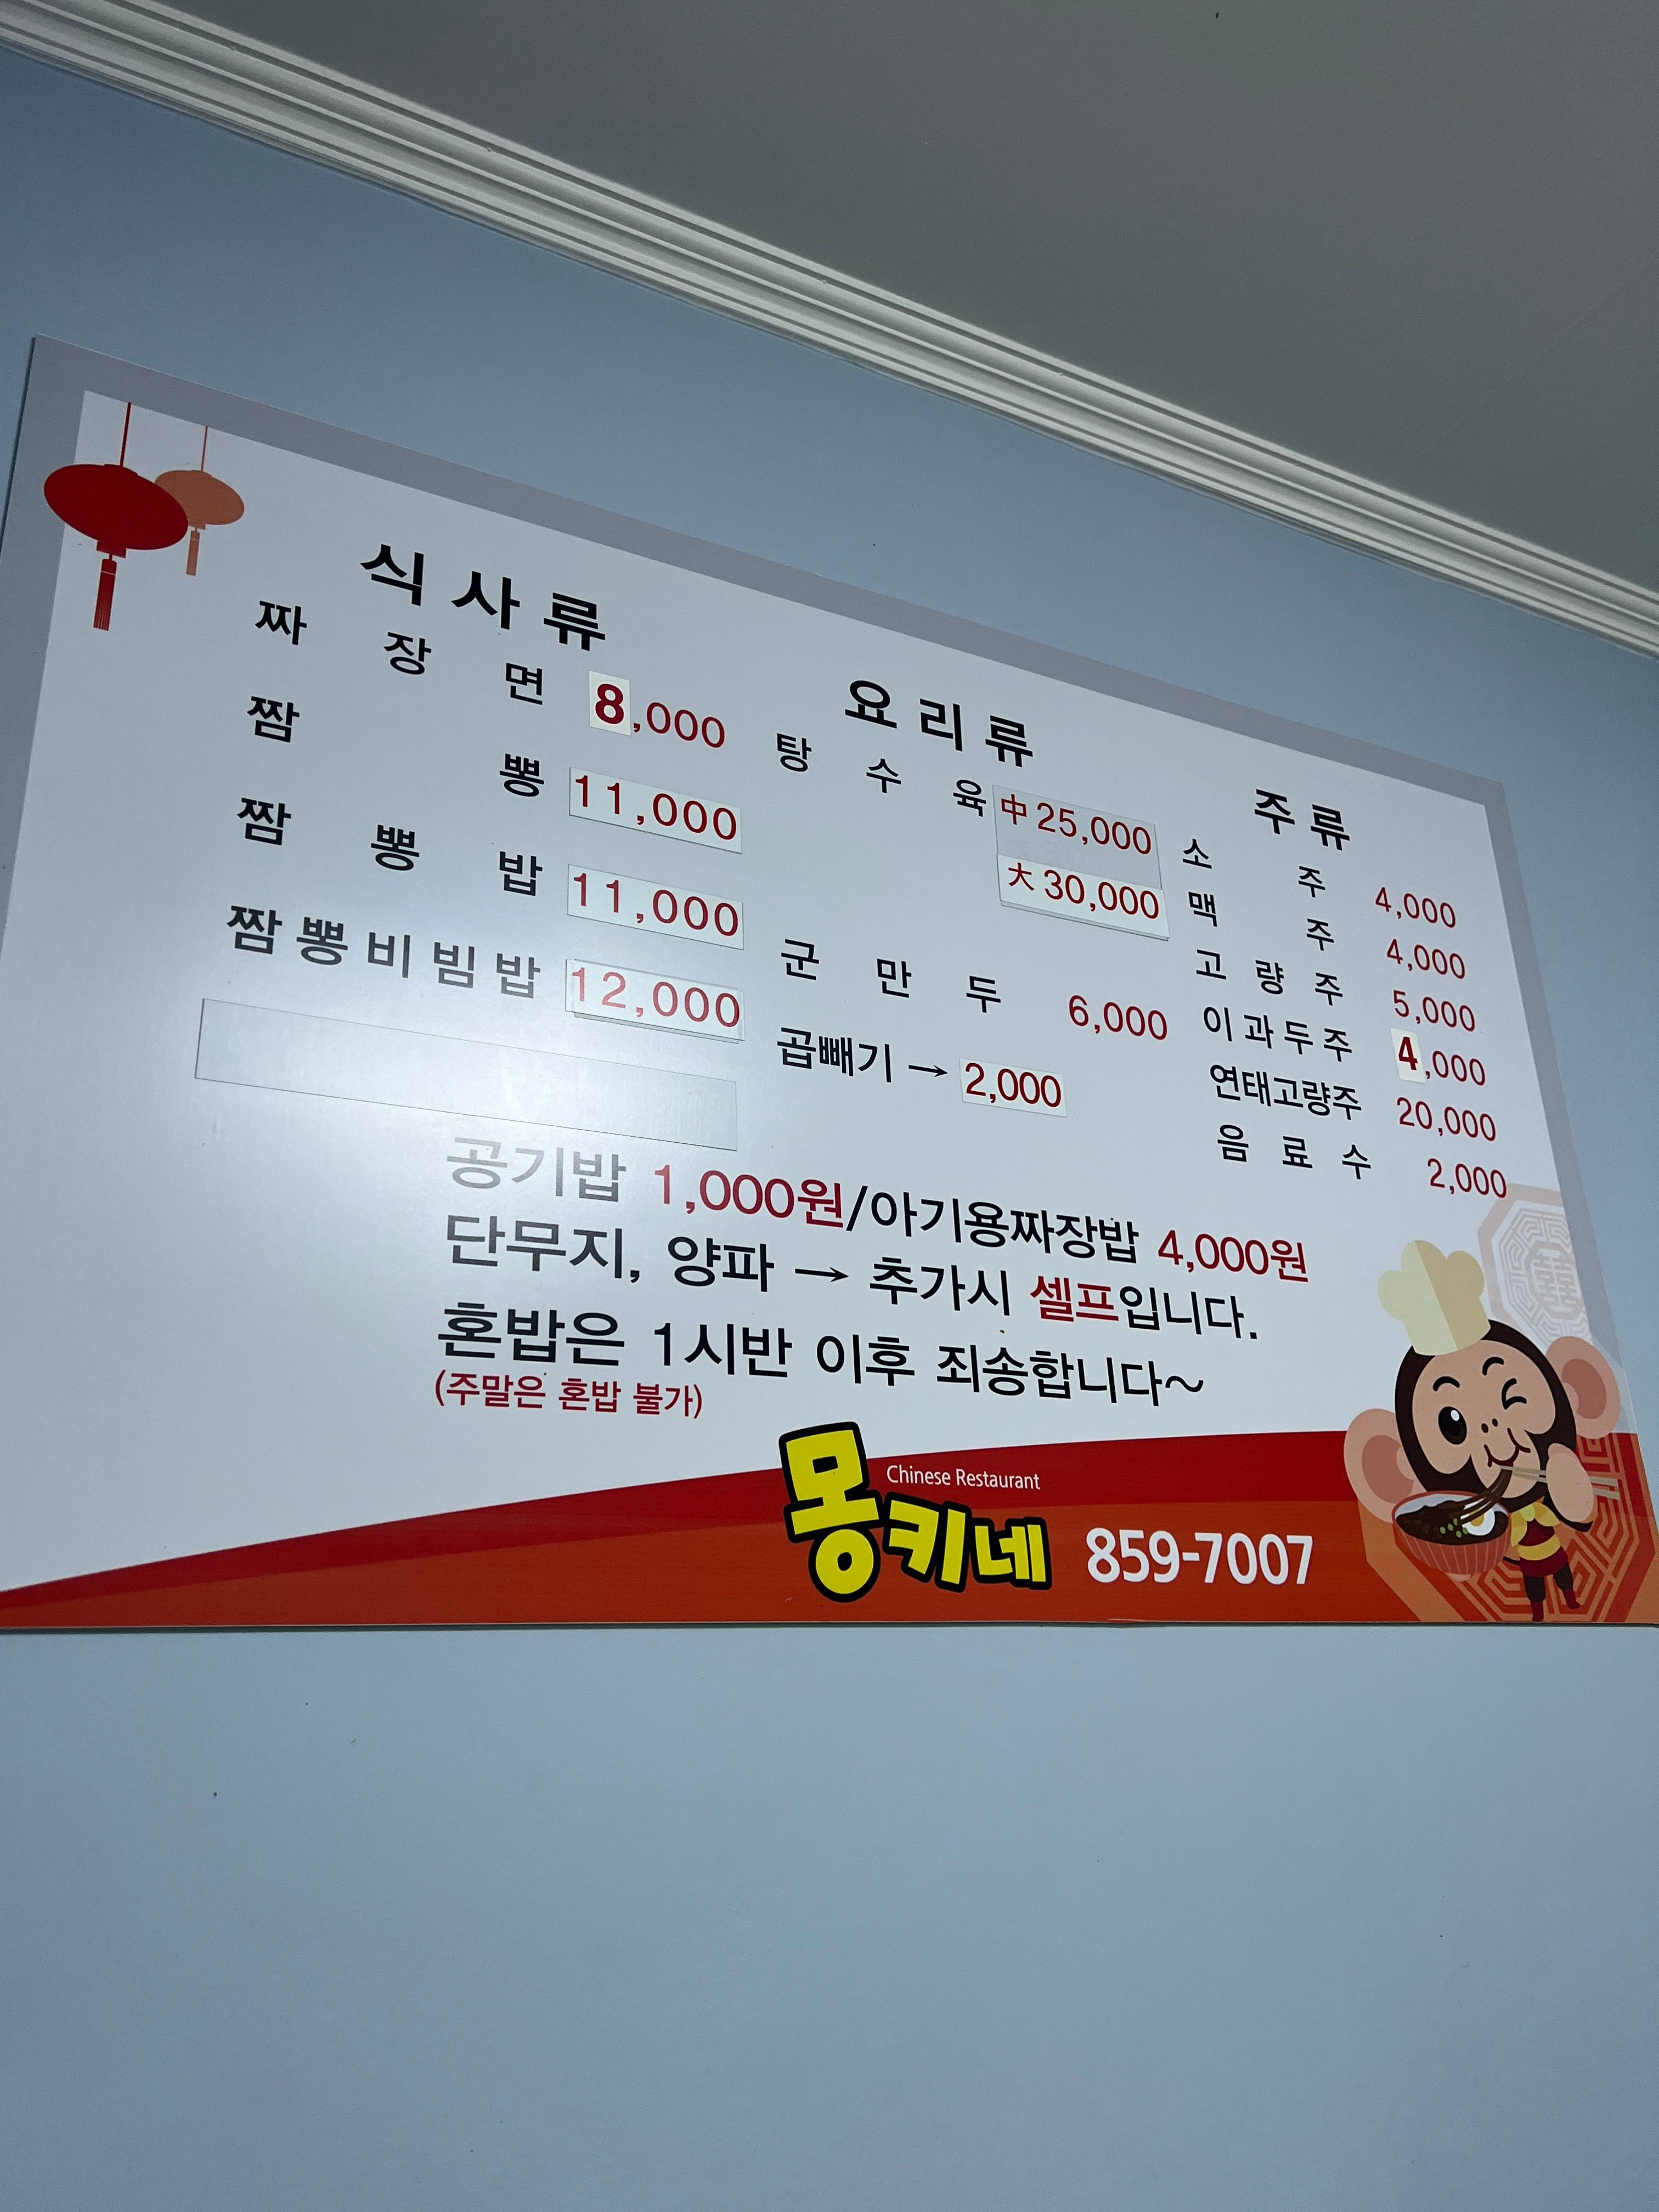 식사류
짜장면 8,000
짬뽕 11,000
짬뽕밥 11,000
짬뽕비빔밥 12,000
요리류
탕수육 中 25,000
大 30,000
군만두 6,000
곱빼기 → 2,000
주류
소주 4,000
맥주 4,000
고량주 5,000
이과두주 4,000
연태고량주 20,000
음료수 2,000
공기밥 1,000원/아기용짜장밥 4,000원
단무지, 양파 → 추가시 셀프입니다.
혼밥은 1시반 이후 죄송합니다~
(주말은 혼밥 불가)
Chinese Restaurant
몽키네 859-7007